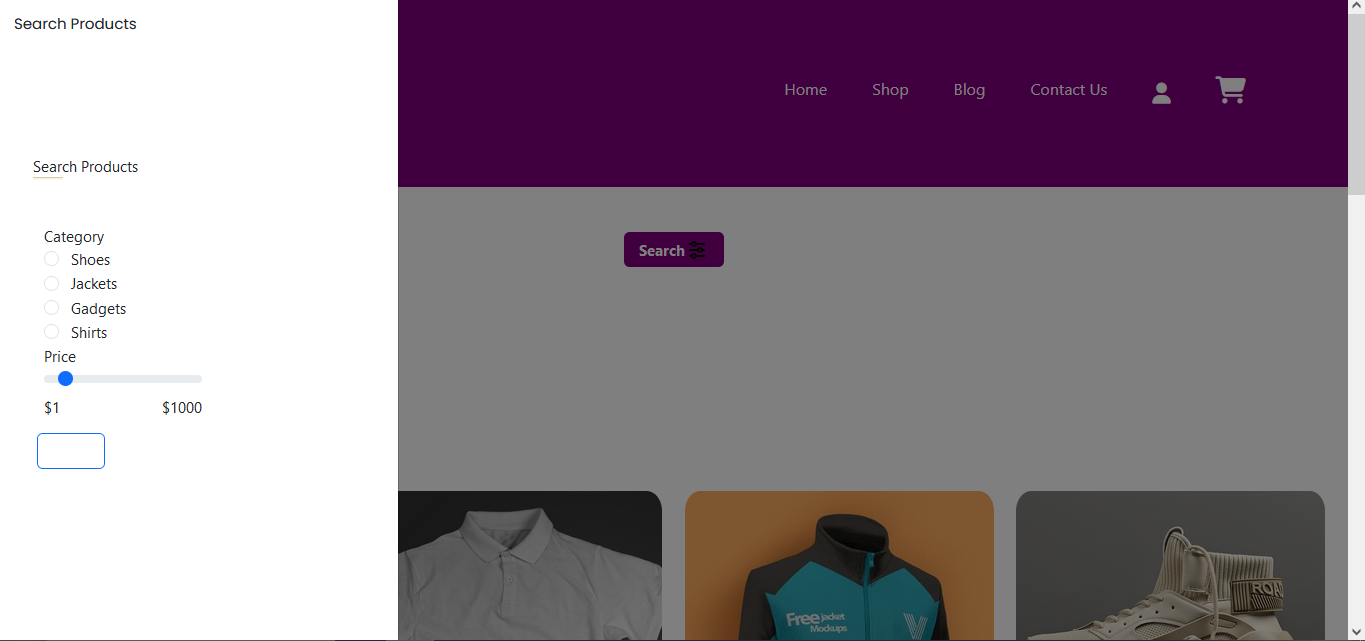 Search Products
Home Shop Blog Contact Us
Search Products
Search
Category
Shoes
Jackets
Gadgets
Shirts
Price
$1 $1000
Free jacket
Mockups